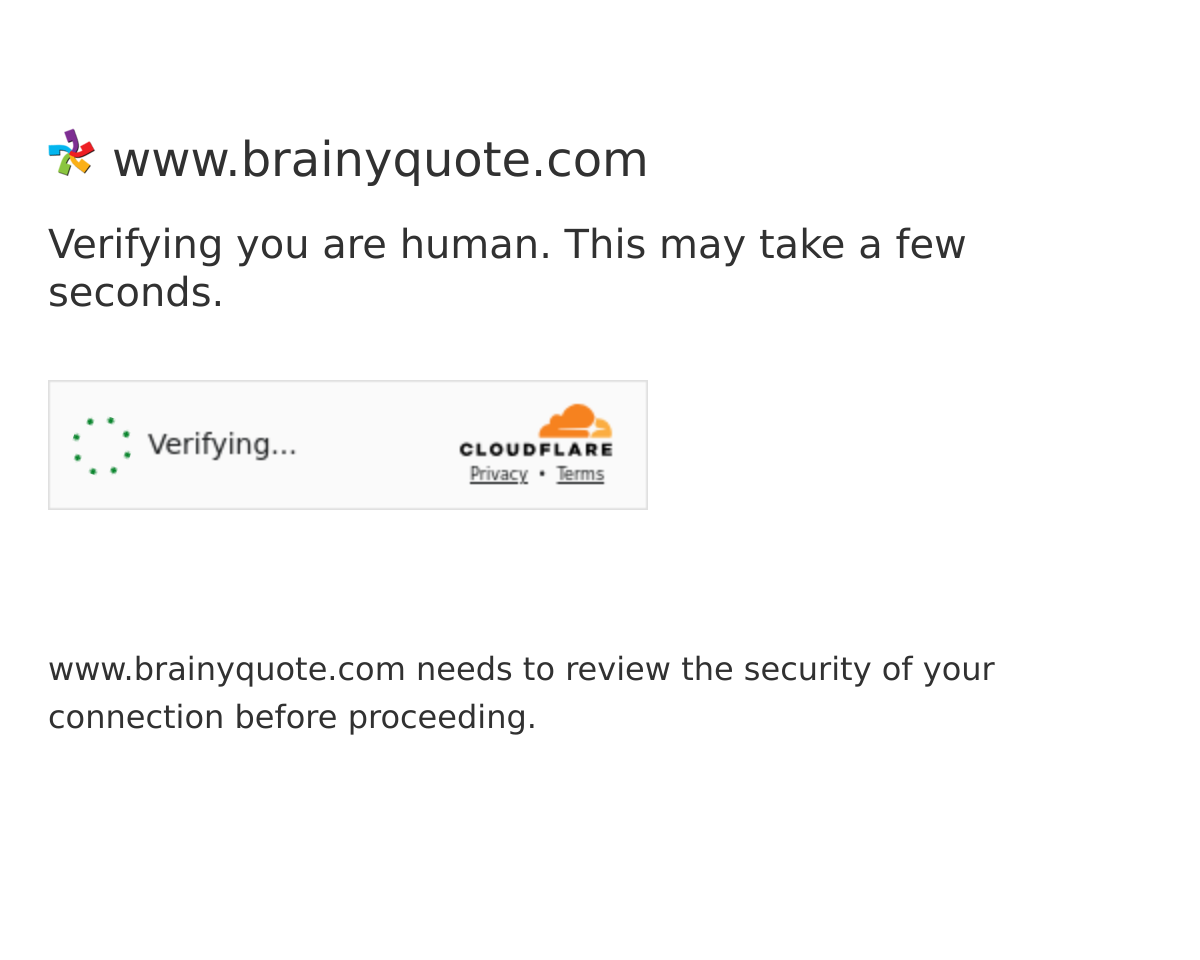 www.brainyquote.com
Verifying you are human. This may take a few
seconds.
Verifying...
CLOUDFLARE
Privacy • Terms
www.brainyquote.com needs to review the security of your
connection before proceeding.